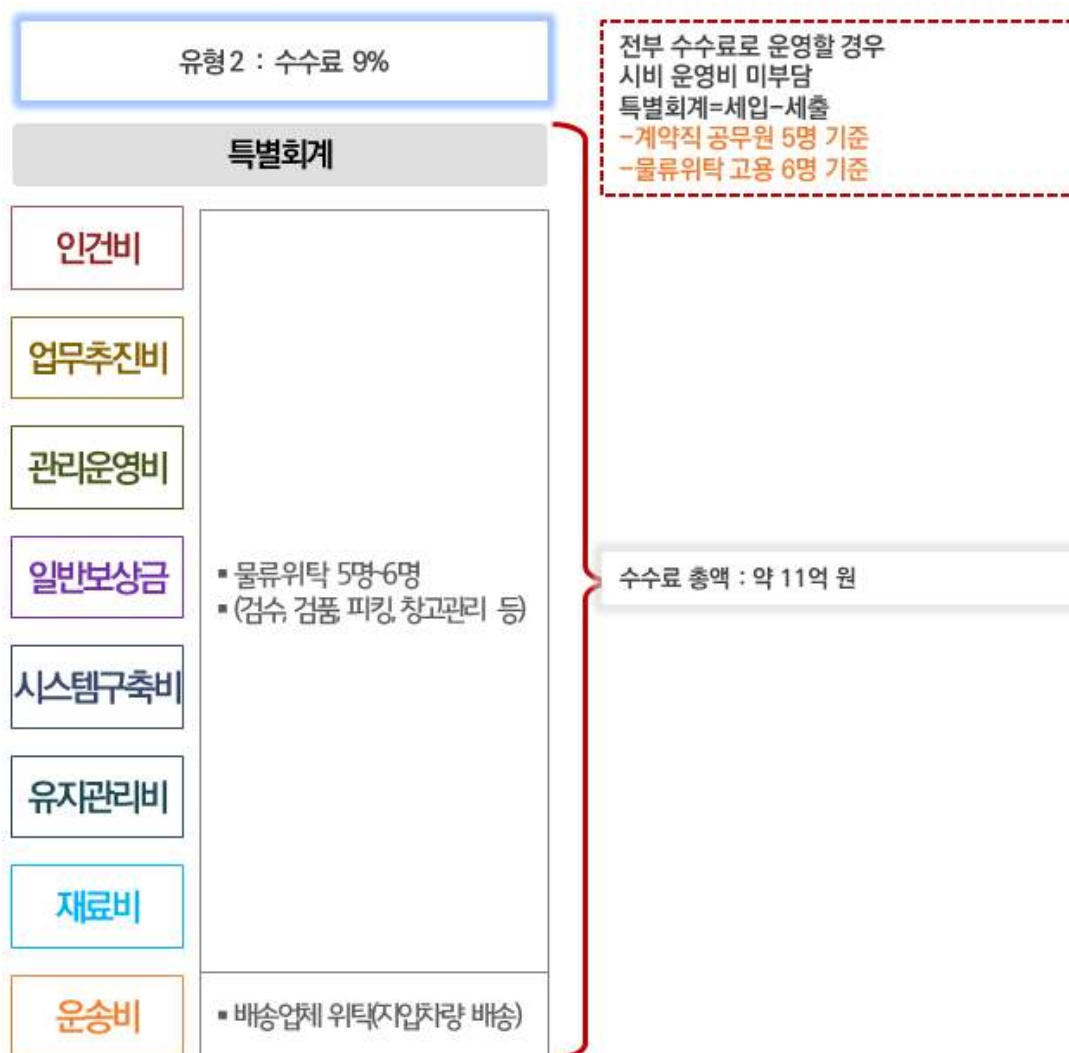 유형2 : 수수료 9%
전부 수수료로 운영할 경우
시비 운영비 미부담
특별회계=세입-세출
-계약직 공무원 5명 기준
-물류위탁 고용 6명 기준
특별회계
인건비
업무추진비
관리운영비
일반보상금
▪ 물류위탁 5명~6명
▪ (검수, 검품, 피킹, 창고관리 등)
수수료 총액 : 약 11억 원
시스템구축비
유지관리비
재료비
운송비
▪ 배송업체 위탁(지입차량 배송)